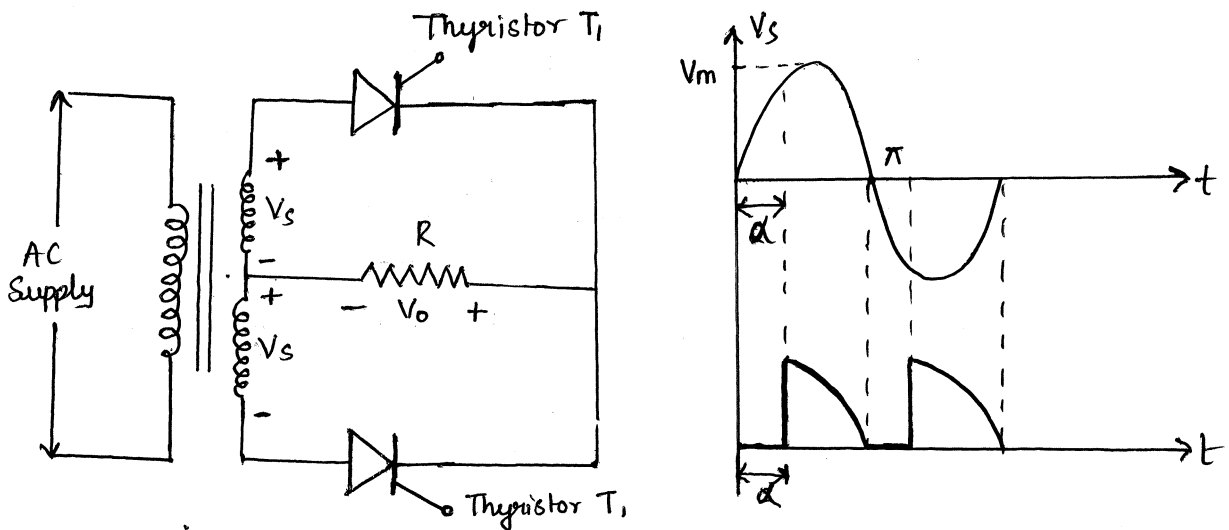 Thyristor T1
AC
Supply
+
Vs
-
+
Vs
-
R
- Vo +
Thyristor T1
Vs
Vm
π
t
α
t
α